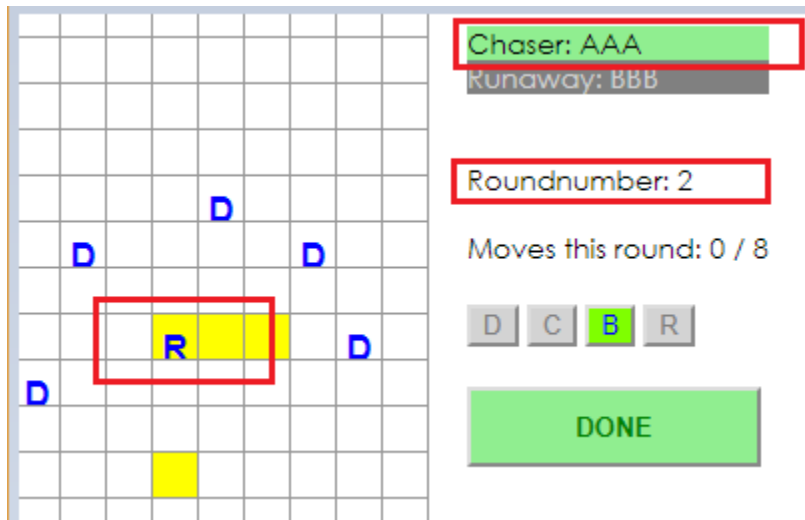 Chaser: AAA
Runaway: BBB
D
Roundnumber: 2
D D
Moves this round: 0 / 8
R D
D C B R
D
DONE